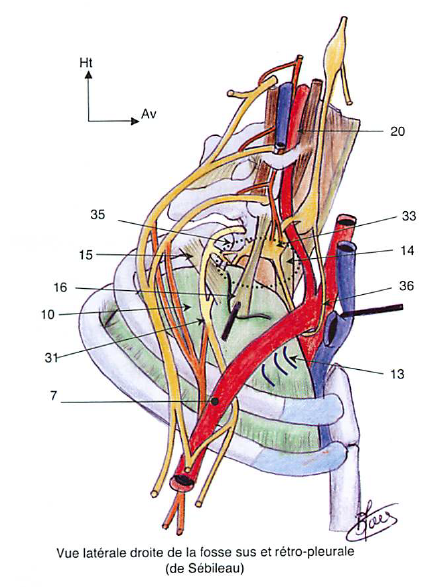 Ht
Av
20
35
33
15
14
16
36
10
31
13
7
Vue latérale droite de la fosse sus et rétro-pleurale
(de Sébileau)